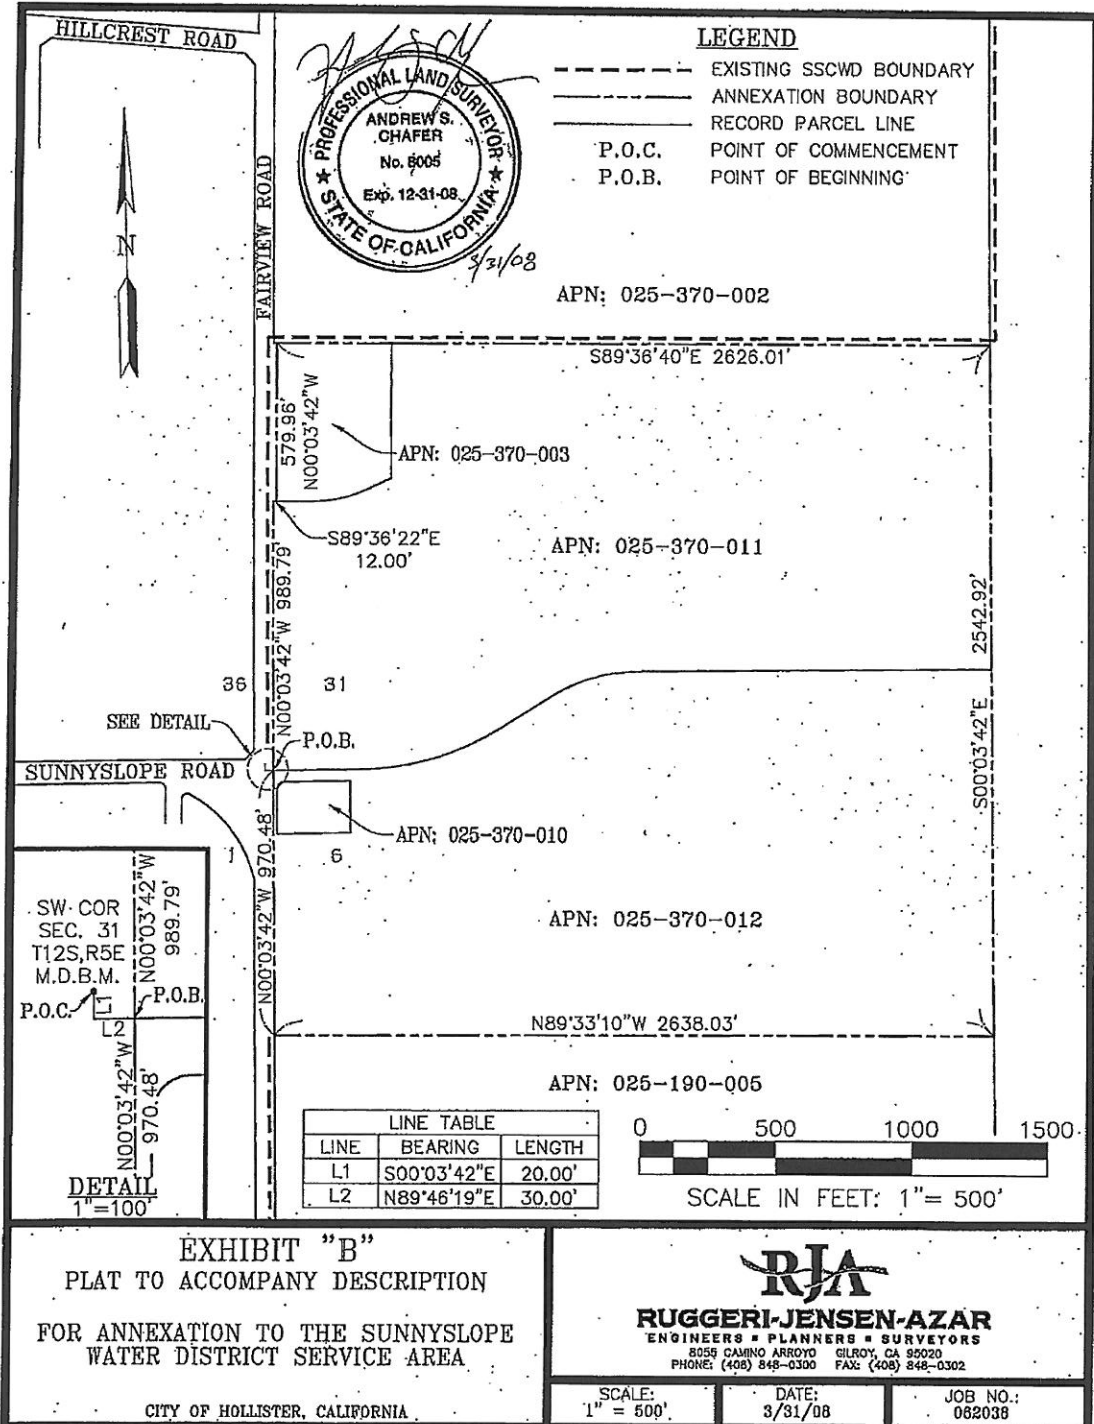 HILLCREST ROAD
FAIRVIEW ROAD
N
PROFESSIONAL LAND SURVEYOR
ANDREW S.
CHAFER
No. 8005
Exp. 12-31-08
STATE OF CALIFORNIA
3/31/08
LEGEND
EXISTING SSCWD BOUNDARY
ANNEXATION BOUNDARY
RECORD PARCEL LINE
P.O.C. POINT OF COMMENCEMENT
P.O.B. POINT OF BEGINNING
APN: 025-370-002
S89°36'40"E 2626.01'
579.96'
N00°03'42"W
APN: 025-370-003
S89°36'22"E
12.00'
APN: 025-370-011
N00°03'42"W 989.79'
2542.92'
S00°03'42"E
36 31
SEE DETAIL
P.O.B.
SUNNYSLOPE ROAD
APN: 025-370-010
1 6
N00°03'42"W 970.48'
APN: 025-370-012
N89°33'10"W 2638.03'
APN: 025-190-005
SW COR
SEC. 31
T12S,R5E
M.D.B.M.
P.O.C.
L1
L2
P.O.B.
N00°03'42"W
989.79'
N00°03'42"W
970.48'
DETAIL
1"=100'
LINE TABLE
LINE BEARING LENGTH
L1 S00°03'42"E 20.00'
L2 N89°46'19"E 30.00'
0 500 1000 1500
SCALE IN FEET: 1"= 500'
EXHIBIT "B"
PLAT TO ACCOMPANY DESCRIPTION
FOR ANNEXATION TO THE SUNNYSLOPE
WATER DISTRICT SERVICE AREA
CITY OF HOLLISTER, CALIFORNIA
RJA
RUGGERI-JENSEN-AZAR
ENGINEERS ▪ PLANNERS ▪ SURVEYORS
8055 CAMINO ARROYO GILROY, CA 95020
PHONE: (408) 848-0300 FAX: (408) 848-0302
SCALE:
1" = 500'
DATE:
3/31/08
JOB NO.:
082038